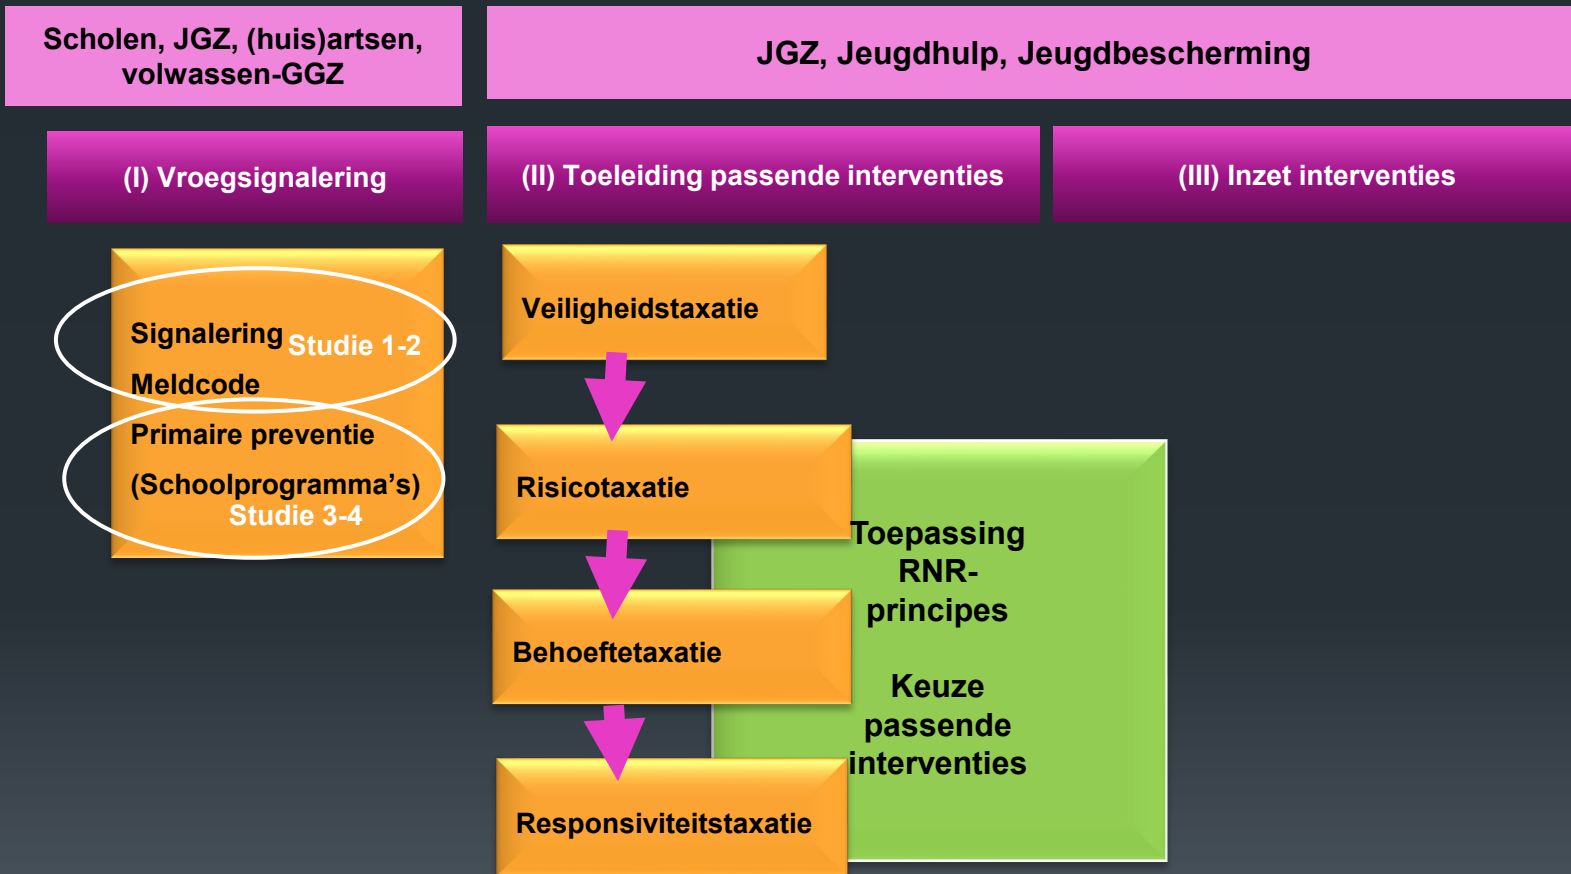 Scholen, JGZ, (huis)artsen,
volwassen-GGZ
JGZ, Jeugdhulp, Jeugdbescherming
(I) Vroegsignalering
(II) Toeleiding passende interventies
(III) Inzet interventies
Signalering
Studie 1-2
Meldcode
Primaire preventie
(Schoolprogramma's)
Studie 3-4
Veiligheidstaxatie
Risicotaxatie
Behoeftetaxatie
Responsiviteitstaxatie
Toepassing
RNR-
principes
Keuze
passende
interventies